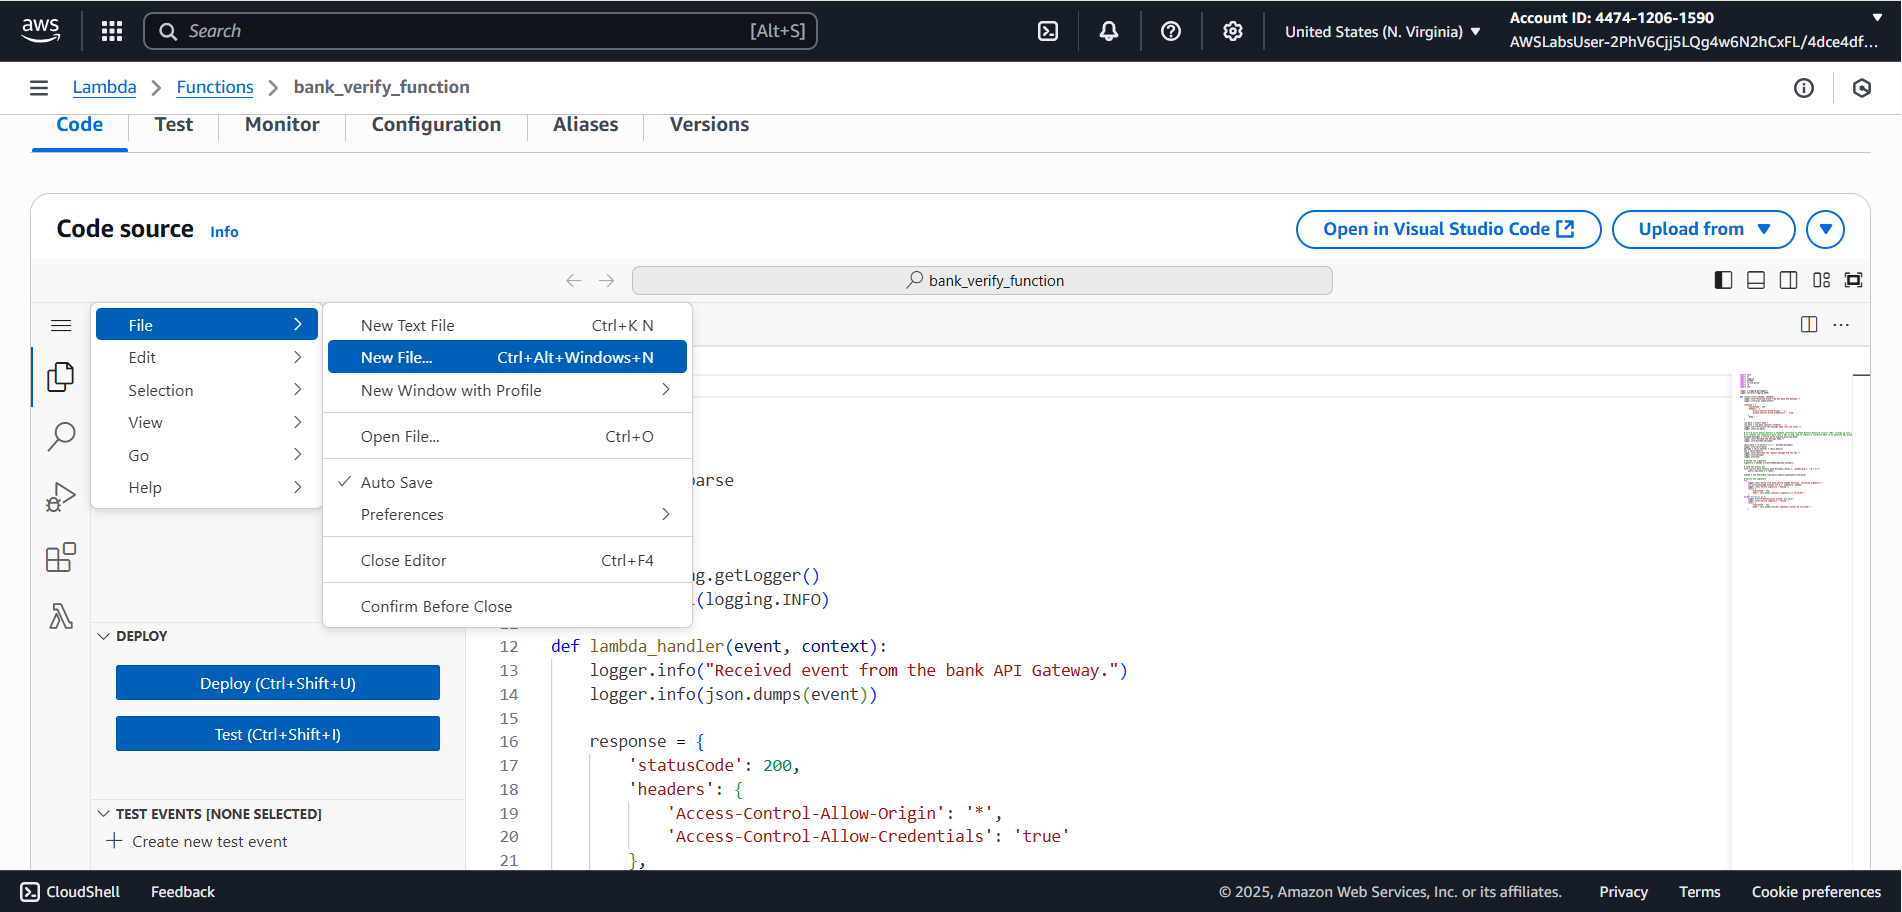 aws
Search [Alt+S]
United States (N. Virginia)
Account ID: 4474-1206-1590
AWSLabsUser-2PhV6Cjj5LQg4w6N2hCxFL/4dce4df...
Lambda > Functions > bank_verify_function
Code Test Monitor Configuration Aliases Versions
Code source Info
Open in Visual Studio Code
Upload from
bank_verify_function
File
Edit
Selection
View
Go
Help
New Text File Ctrl+K N
New File... Ctrl+Alt+Windows+N
New Window with Profile
Open File... Ctrl+O
Auto Save
Preferences
Close Editor Ctrl+F4
Confirm Before Close
arse
g.getLogger()
(logging.INFO)
12 def lambda_handler(event, context):
13 logger.info("Received event from the bank API Gateway.")
14 logger.info(json.dumps(event))
15
16 response = {
17 'statusCode': 200,
18 'headers': {
19 'Access-Control-Allow-Origin': '*',
20 'Access-Control-Allow-Credentials': 'true'
21 },
DEPLOY
Deploy (Ctrl+Shift+U)
Test (Ctrl+Shift+I)
TEST EVENTS [NONE SELECTED]
Create new test event
CloudShell Feedback
© 2025, Amazon Web Services, Inc. or its affiliates. Privacy Terms Cookie preferences